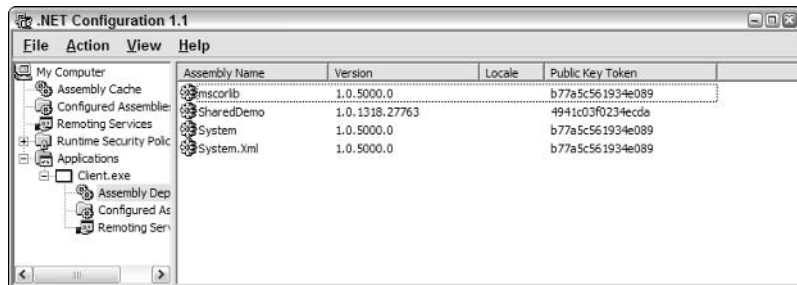 .NET Configuration 1.1
File Action View Help
My Computer
Assembly Cache
Configured Assemblie
Remoting Services
Runtime Security Polic
Applications
Client.exe
Assembly Dep
Configured As
Remoting Serv
Assembly Name Version Locale Public Key Token
mscorlib 1.0.5000.0 b77a5c561934e089
SharedDemo 1.0.1318.27763 4941c03f0234ecda
System 1.0.5000.0 b77a5c561934e089
System.Xml 1.0.5000.0 b77a5c561934e089